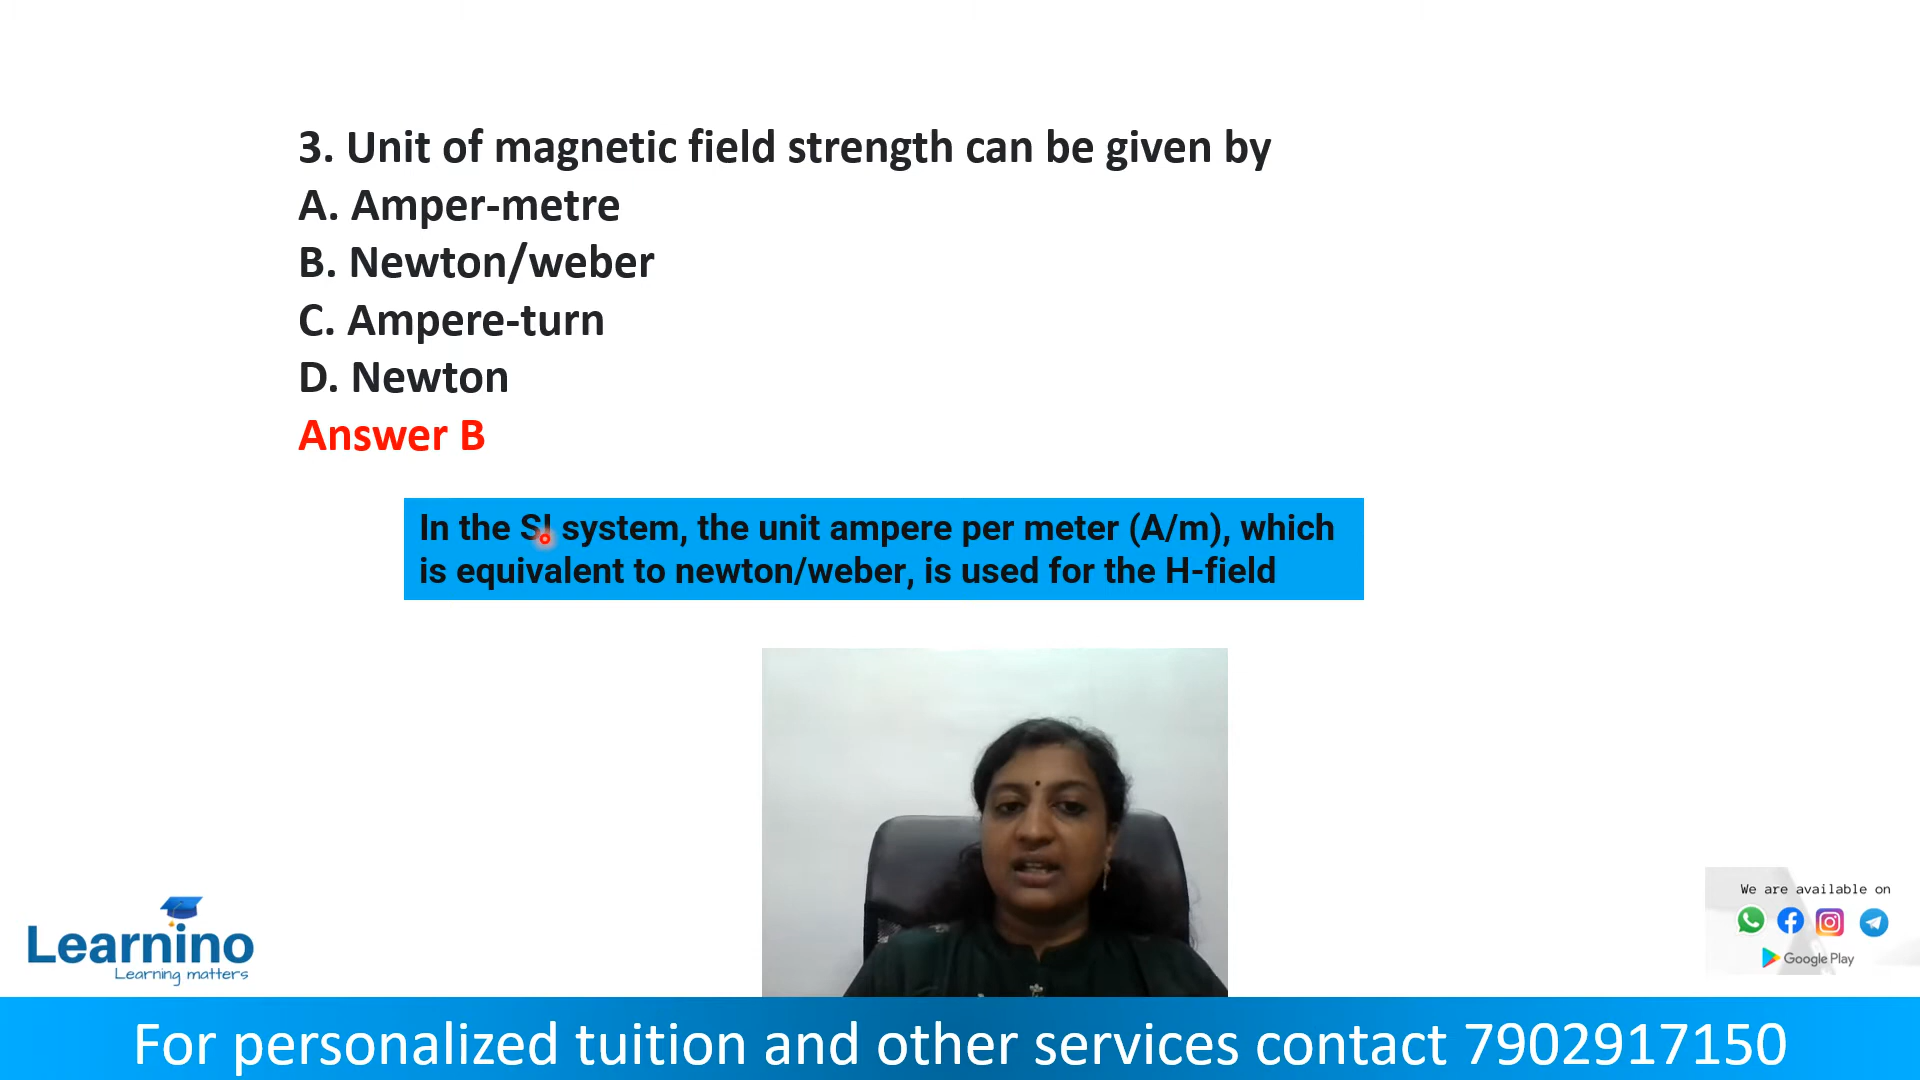 3. Unit of magnetic field strength can be given by
A. Amper-metre
B. Newton/weber
C. Ampere-turn
D. Newton
Answer B
In the SI system, the unit ampere per meter (A/m), which
is equivalent to newton/weber, is used for the H-field
Learnino
Learning matters
We are available on
Google Play
For personalized tuition and other services contact 7902917150